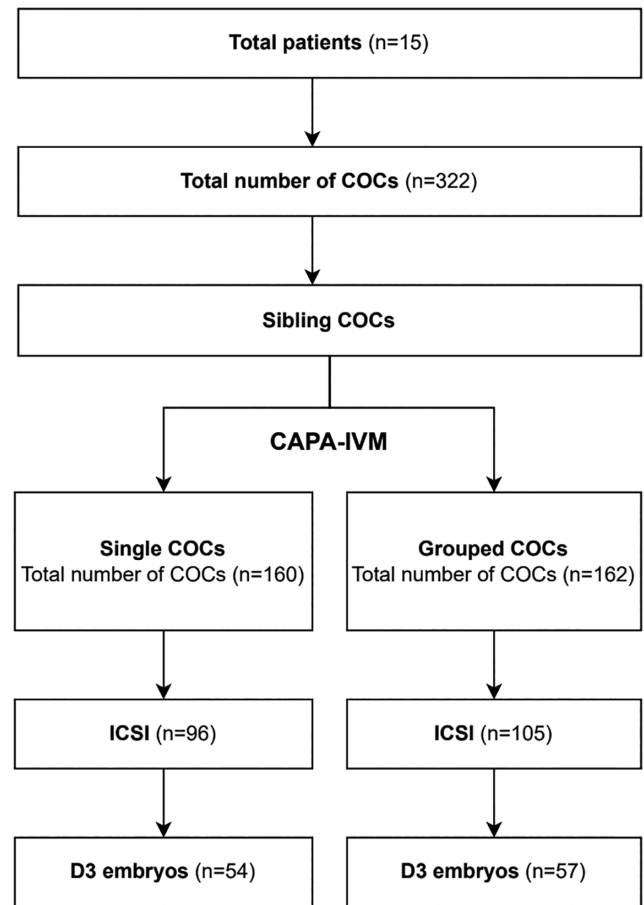 Total patients (n=15)
Total number of COCs (n=322)
Sibling COCs
CAPA-IVM
Single COCs
Total number of COCs (n=160)
Grouped COCs
Total number of COCs (n=162)
ICSI (n=96)
ICSI (n=105)
D3 embryos (n=54)
D3 embryos (n=57)